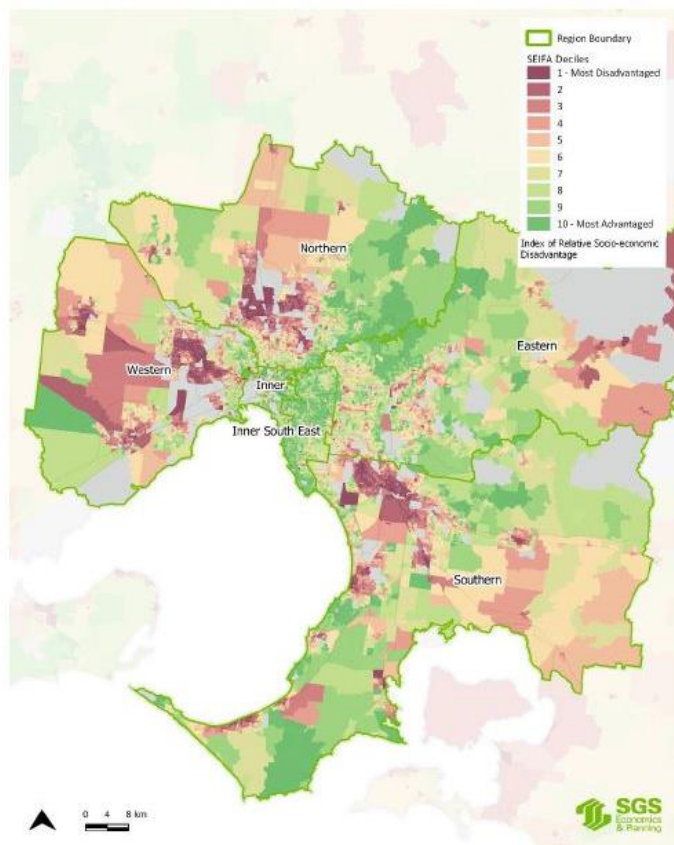 Region Boundary
SEIFA Deciles
1 - Most Disadvantaged
2
3
4
5
6
7
8
9
10 - Most Advantaged
Index of Relative Socio-economic
Disadvantage
Northern
Eastern
Western
Inner
Inner South East
Southern
0 4 8 km
SGS
Economics
& Planning